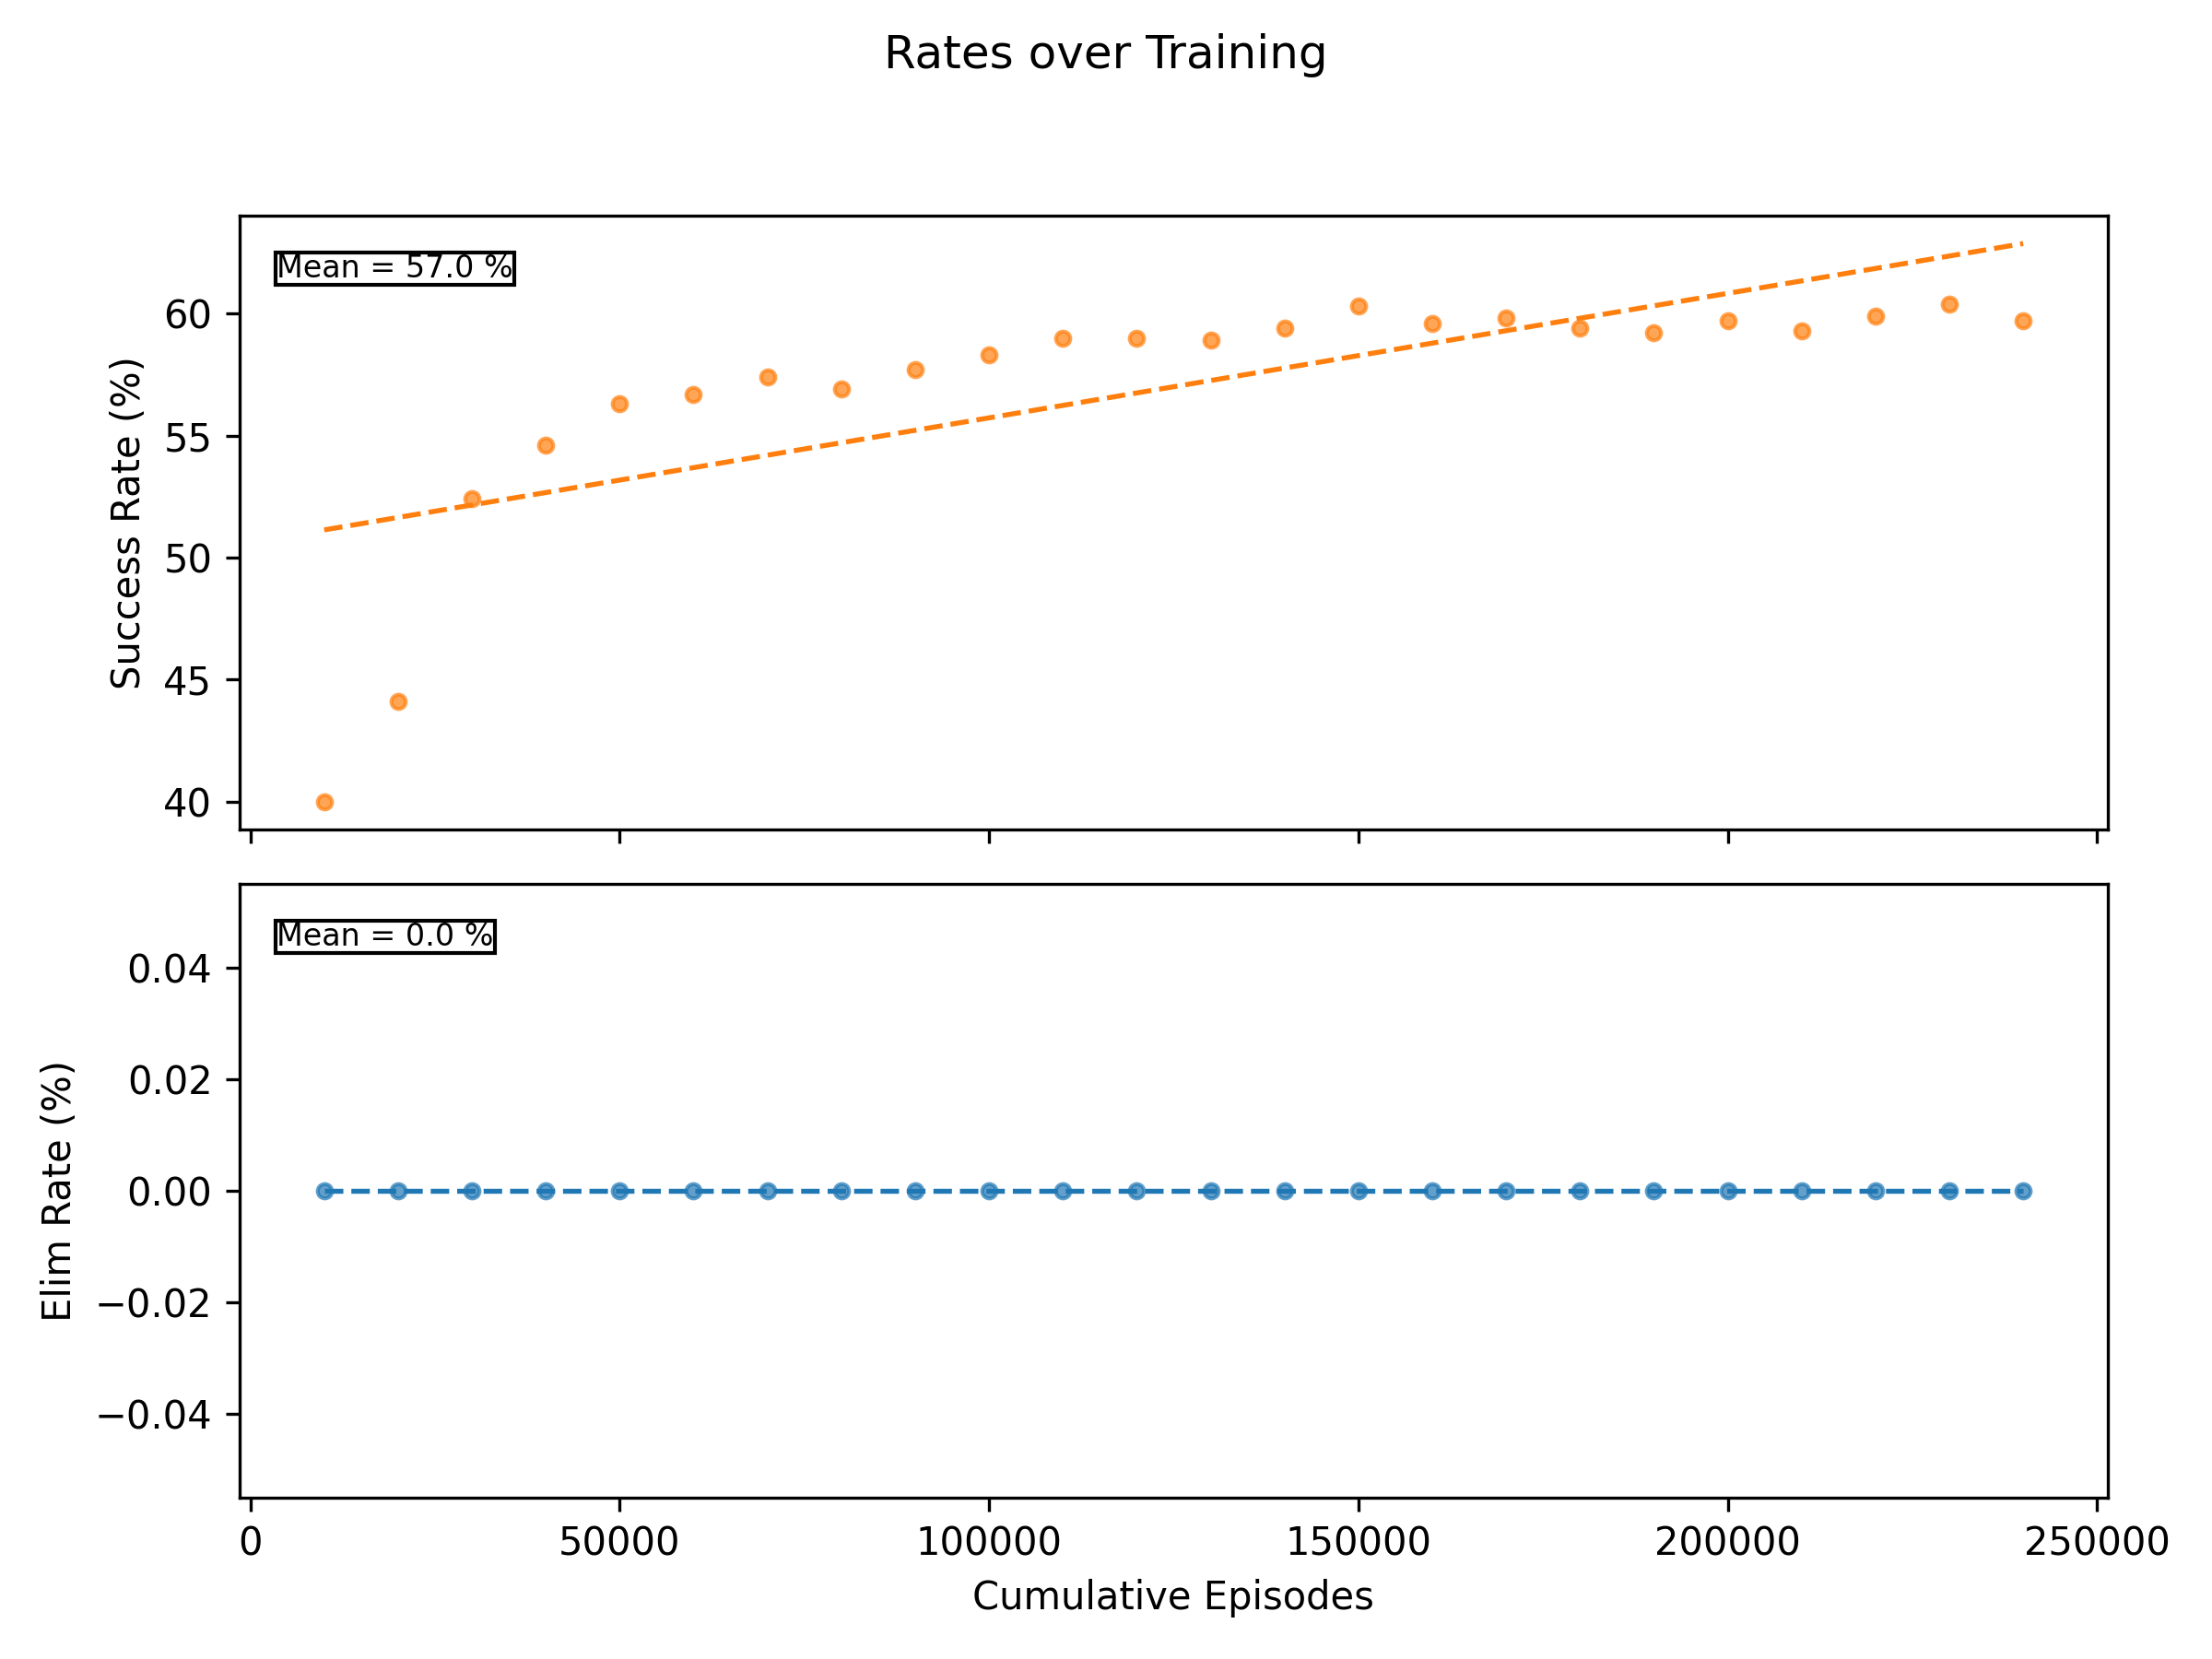 Rates over Training
Mean = 57.0 %
Success Rate (%)
60
55
50
45
40
Mean = 0.0 %
Elim Rate (%)
0.04
0.02
0.00
−0.02
−0.04
0 50000 100000 150000 200000 250000
Cumulative Episodes